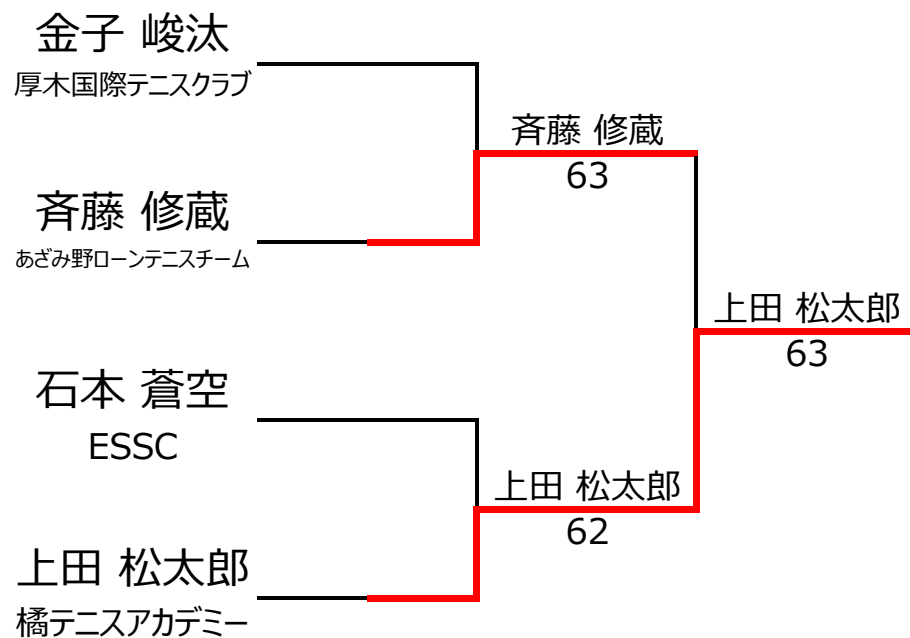 金子 峻汰
厚木国際テニスクラブ
斉藤 修蔵
63
斉藤 修蔵
あざみ野ローンテニスチーム
上田 松太郎
63
石本 蒼空
ESSC
上田 松太郎
62
上田 松太郎
橘テニスアカデミー